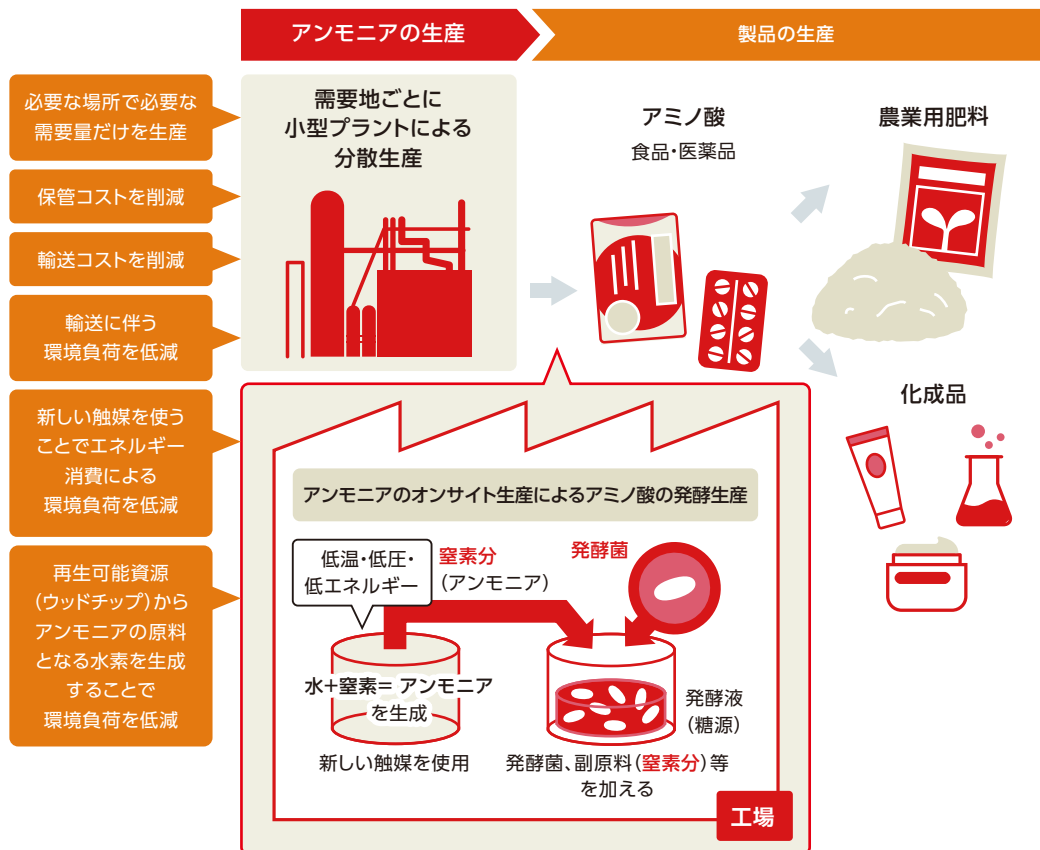 アンモニアの生産
製品の生産
必要な場所で必要な
需要量だけを生産
保管コストを削減
輸送コストを削減
輸送に伴う
環境負荷を低減
新しい触媒を使う
ことでエネルギー
消費による
環境負荷を低減
再生可能資源
(ウッドチップ)から
アンモニアの原料
となる水素を生成
することで
環境負荷を低減
需要地ごとに
小型プラントによる
分散生産
アミノ酸
食品・医薬品
農業用肥料
化成品
アンモニアのオンサイト生産によるアミノ酸の発酵生産
低温・低圧・
低エネルギー
窒素分
(アンモニア)
発酵菌
水+窒素=アンモニア
を生成
新しい触媒を使用
発酵液
(糖源)
発酵菌、副原料(窒素分)等
を加える
工場